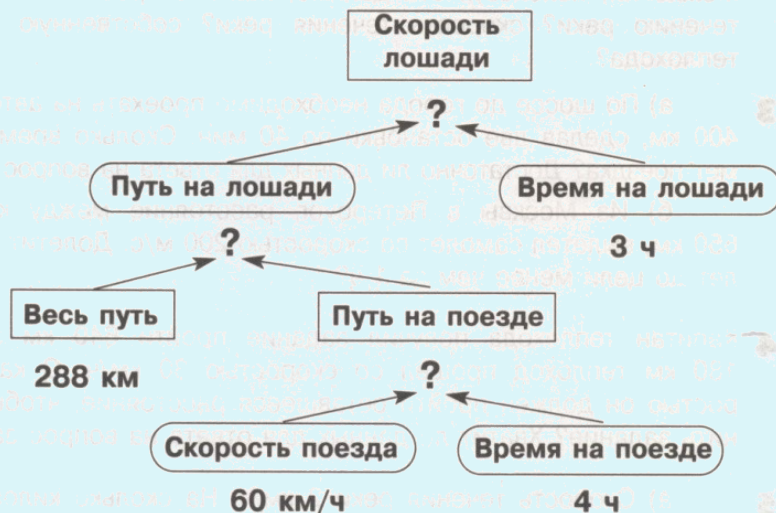 Скорость
лошади
?
Путь на лошади
Время на лошади
?
3 ч
Весь путь
Путь на поезде
288 км
?
Скорость поезда
Время на поезде
60 км/ч
4 ч